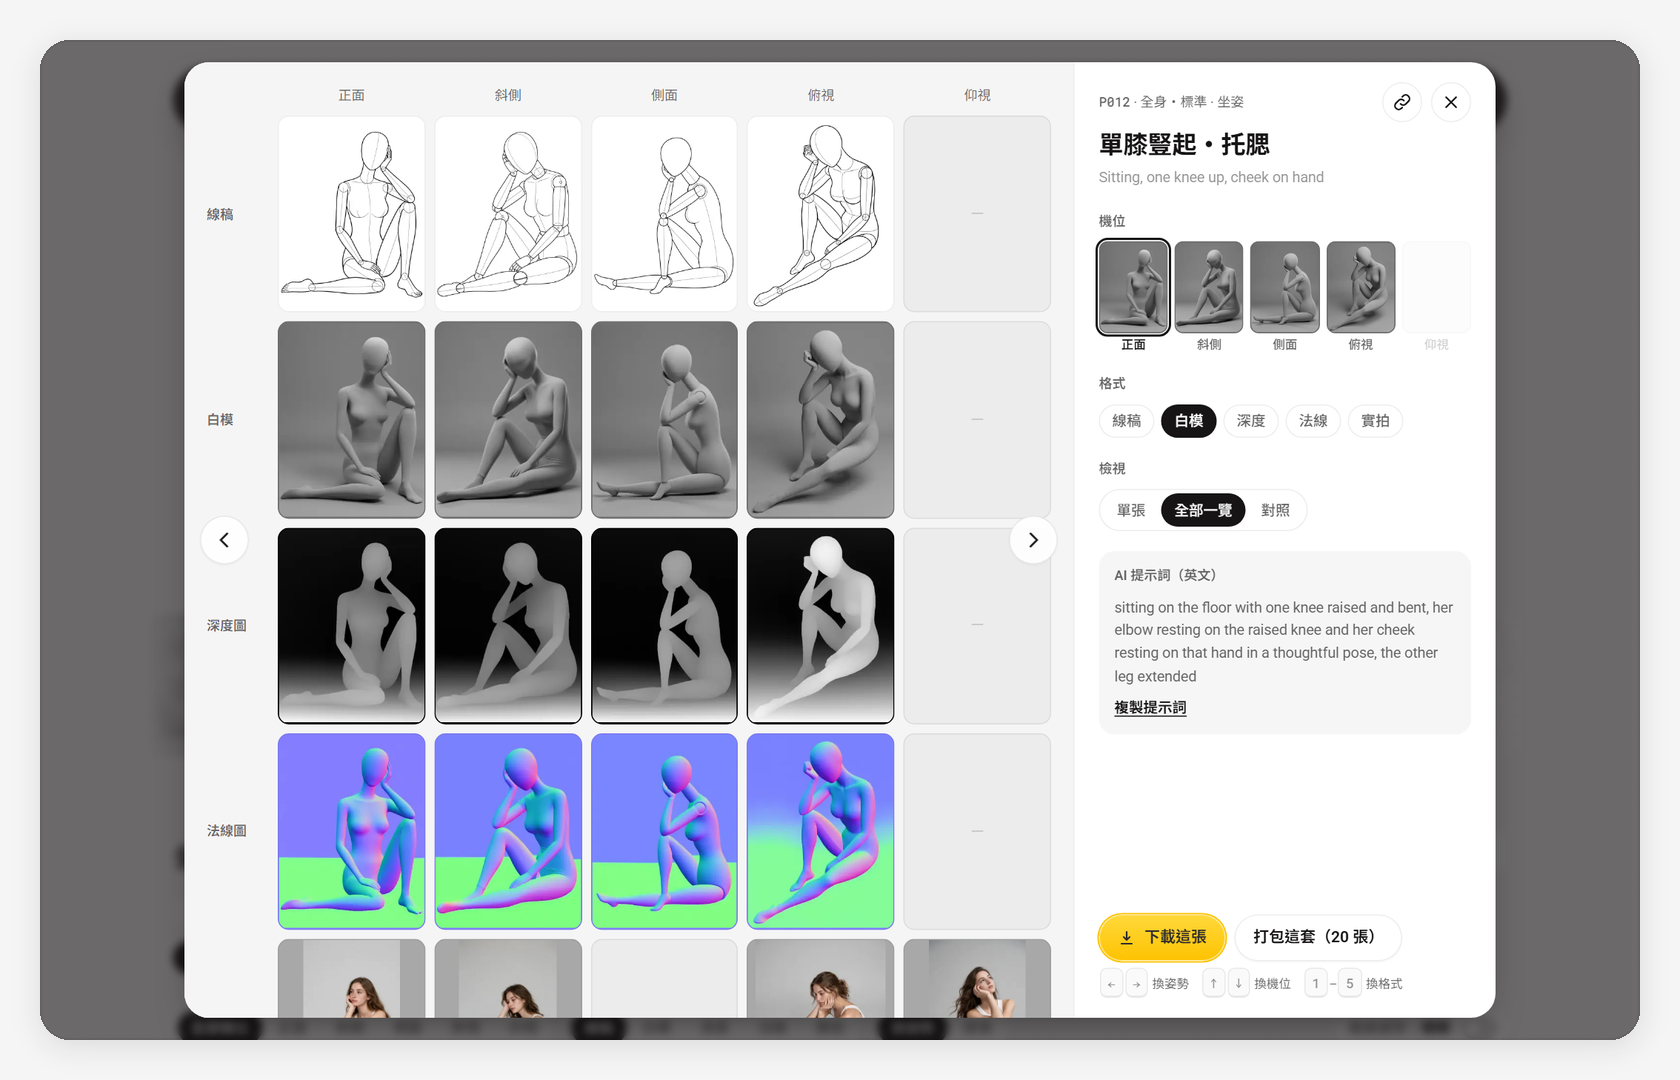 正面 斜側 側面 俯視 仰視
線稿
白模
深度圖
法線圖
—
—
—
—
P012 · 全身・標準 · 坐姿
單膝豎起・托腮
Sitting, one knee up, cheek on hand
機位
正面 斜側 側面 俯視 仰視
格式
線稿 白模 深度 法線 實拍
檢視
單張 全部一覽 對照
AI 提示詞（英文）
sitting on the floor with one knee raised and bent, her
elbow resting on the raised knee and her cheek
resting on that hand in a thoughtful pose, the other
leg extended
複製提示詞
下載這張 打包這套（20 張）
← → 換姿勢 ↑ ↓ 換機位 1 – 5 換格式